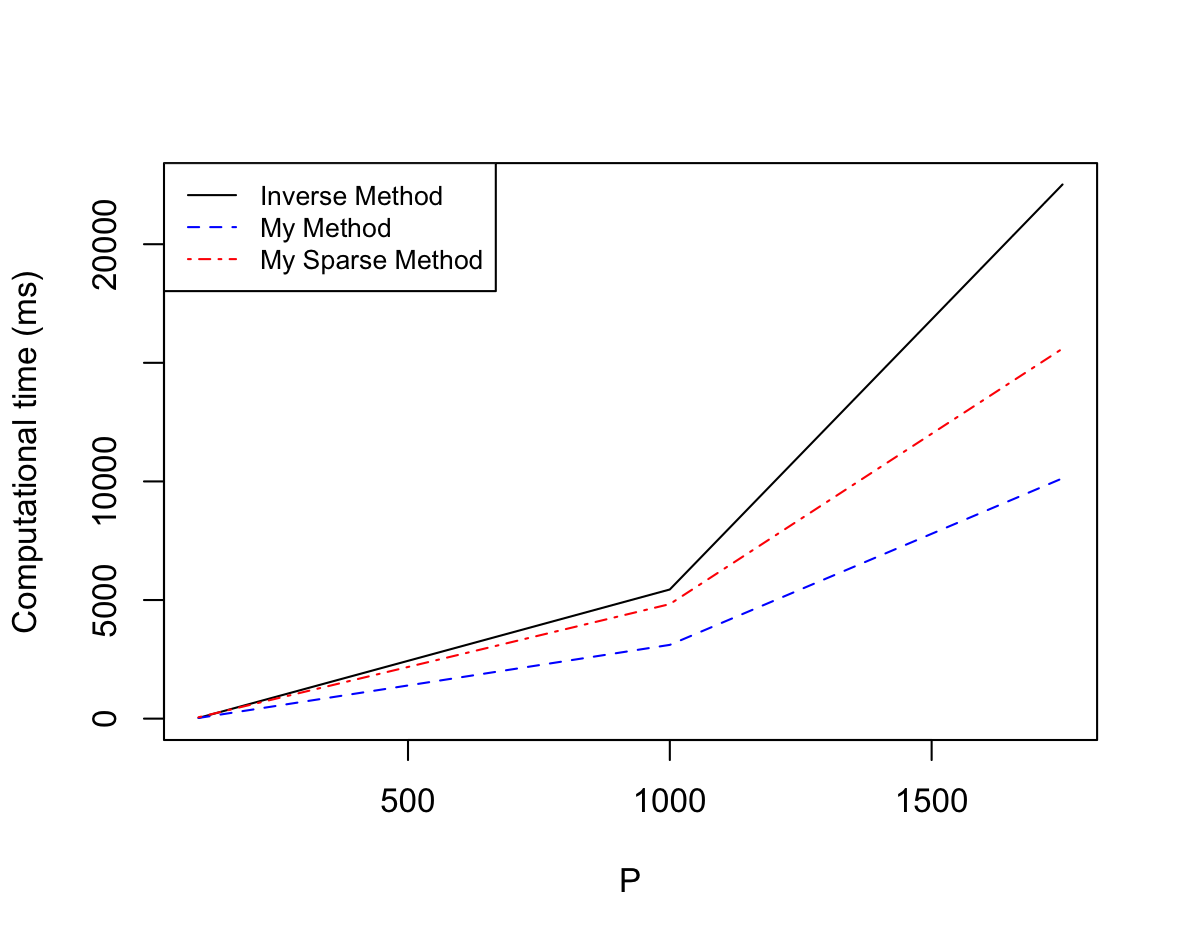 Inverse Method
My Method
My Sparse Method
Computational time (ms)
20000
10000
5000
0
500 1000 1500
P